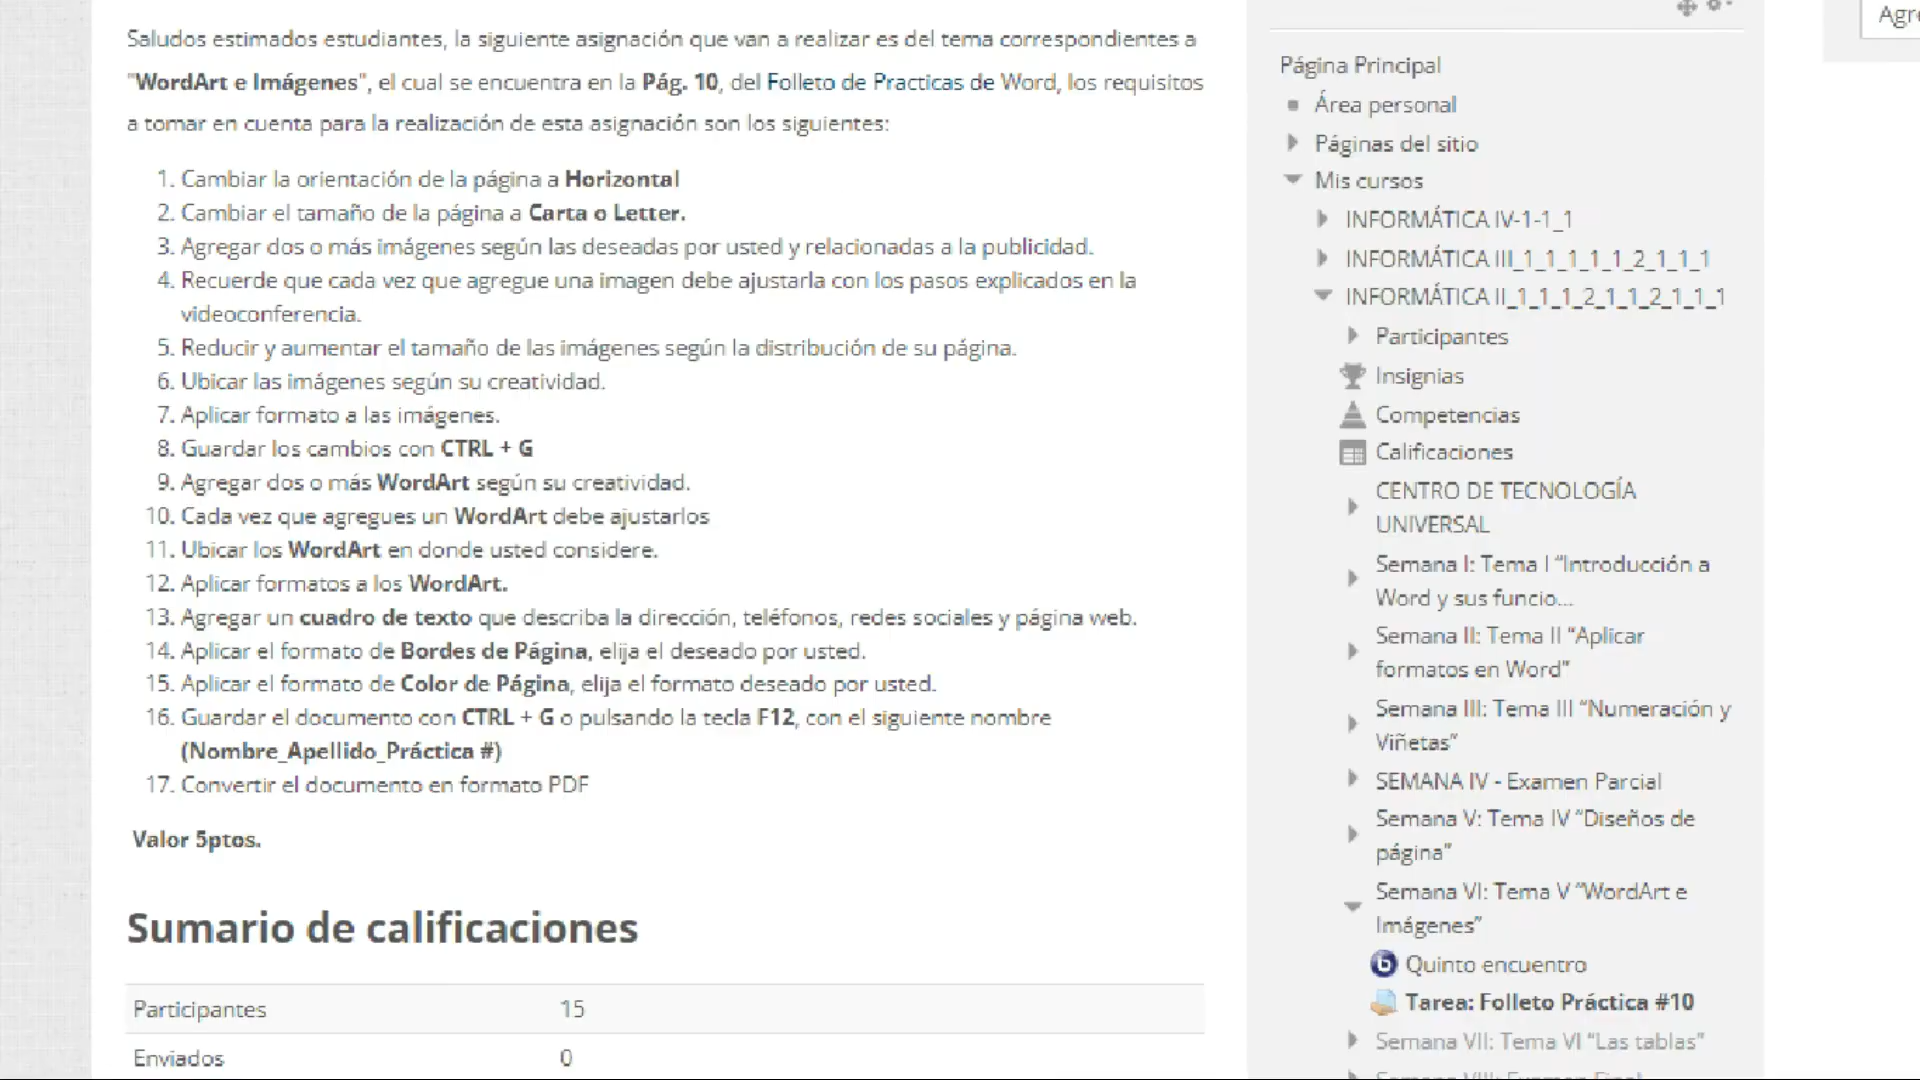 Saludos estimados estudiantes, la siguiente asignación que van a realizar es del tema correspondientes a
"WordArt e Imágenes", el cual se encuentra en la Pág. 10, del Folleto de Practicas de Word, los requisitos
a tomar en cuenta para la realización de esta asignación son los siguientes:
1. Cambiar la orientación de la página a Horizontal
2. Cambiar el tamaño de la página a Carta o Letter.
3. Agregar dos o más imágenes según las deseadas por usted y relacionadas a la publicidad.
4. Recuerde que cada vez que agregue una imagen debe ajustarla con los pasos explicados en la
videoconferencia.
5. Reducir y aumentar el tamaño de las imágenes según la distribución de su página.
6. Ubicar las imágenes según su creatividad.
7. Aplicar formato a las imágenes.
8. Guardar los cambios con CTRL + G
9. Agregar dos o más WordArt según su creatividad.
10. Cada vez que agregues un WordArt debe ajustarlos
11. Ubicar los WordArt en donde usted considere.
12. Aplicar formatos a los WordArt.
13. Agregar un cuadro de texto que describa la dirección, teléfonos, redes sociales y página web.
14. Aplicar el formato de Bordes de Página, elija el deseado por usted.
15. Aplicar el formato de Color de Página, elija el formato deseado por usted.
16. Guardar el documento con CTRL + G o pulsando la tecla F12, con el siguiente nombre
(Nombre_Apellido_Práctica #)
17. Convertir el documento en formato PDF
Valor 5ptos.
Sumario de calificaciones
Participantes 15
Enviados 0
Página Principal
Área personal
Páginas del sitio
Mis cursos
INFORMÁTICA IV-1-1_1
INFORMÁTICA III_1_1_1_1_1_2_1_1_1
INFORMÁTICA II_1_1_1_2_1_1_2_1_1_1
Participantes
Insignias
Competencias
Calificaciones
CENTRO DE TECNOLOGÍA
UNIVERSAL
Semana I: Tema I “Introducción a
Word y sus funcio...
Semana II: Tema II “Aplicar
formatos en Word”
Semana III: Tema III “Numeración y
Viñetas”
SEMANA IV - Examen Parcial
Semana V: Tema IV “Diseños de
página”
Semana VI: Tema V “WordArt e
Imágenes”
Quinto encuentro
Tarea: Folleto Práctica #10
Semana VII: Tema VI “Las tablas”